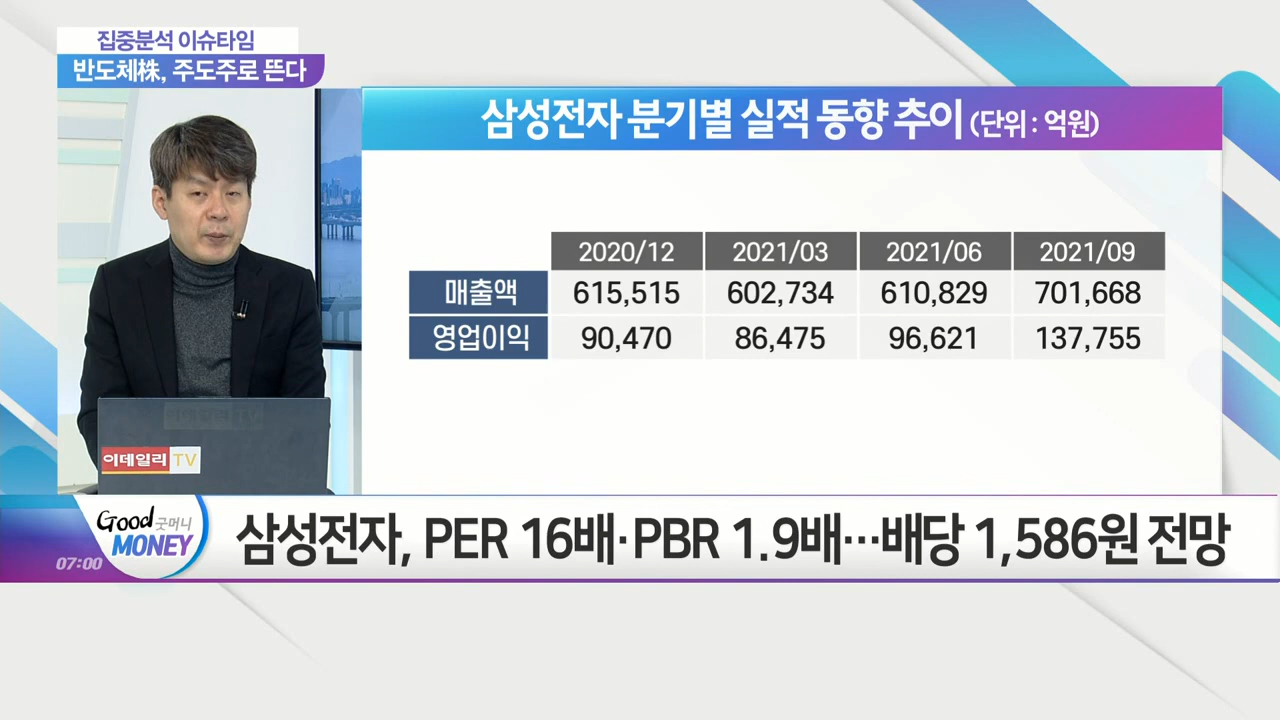 집중분석 이슈타임
반도체株, 주도주로 뜬다
삼성전자 분기별 실적 동향 추이 (단위 : 억원)
2020/12 2021/03 2021/06 2021/09
매출액 615,515 602,734 610,829 701,668
영업이익 90,470 86,475 96,621 137,755
이데일리 TV
Good 굿머니
MONEY
07:00
삼성전자, PER 16배·PBR 1.9배…배당 1,586원 전망